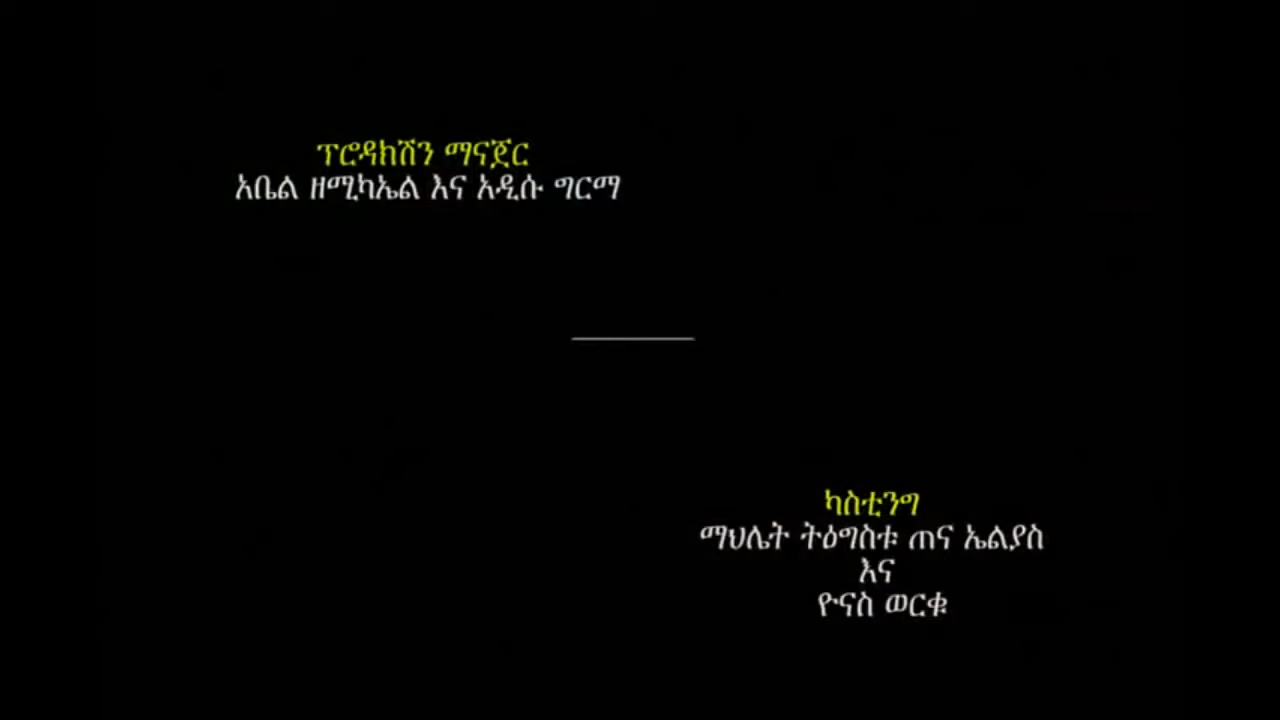 ፕሮዳክሽን ማናጀር
አቤል ዘሚካኤል እና አዲሱ ግርማ
ካስቲንግ
ማህሌት ትዕግስቱ ጠና ኤልያስ
እና
ዮናስ ወርቁ